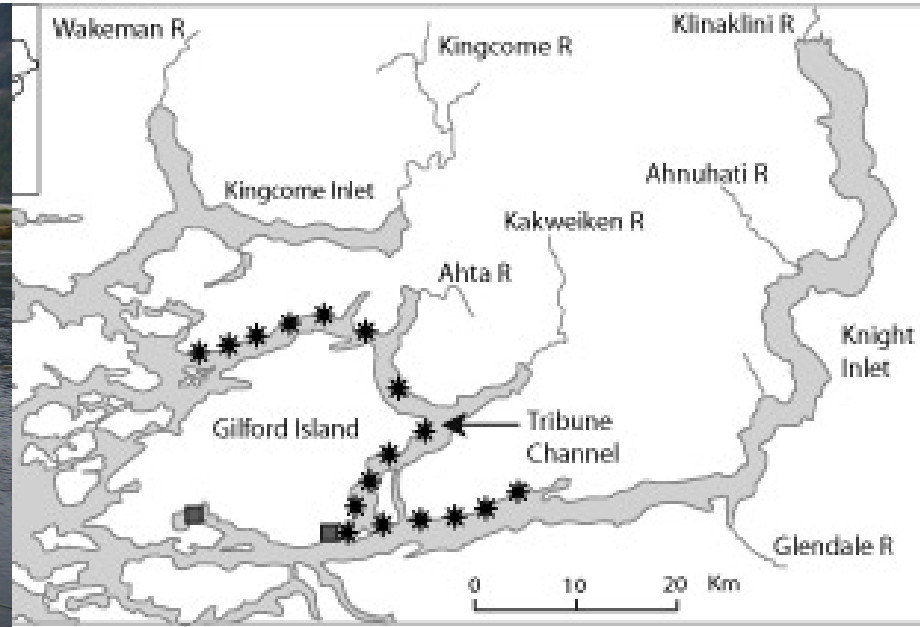 Wakeman R
Kingcome R
Klinaklini R
Kingcome Inlet
Ahnuhati R
Kakweiken R
Ahta R
Knight
Inlet
Gilford Island
Tribune
Channel
Glendale R
0 10 20 Km